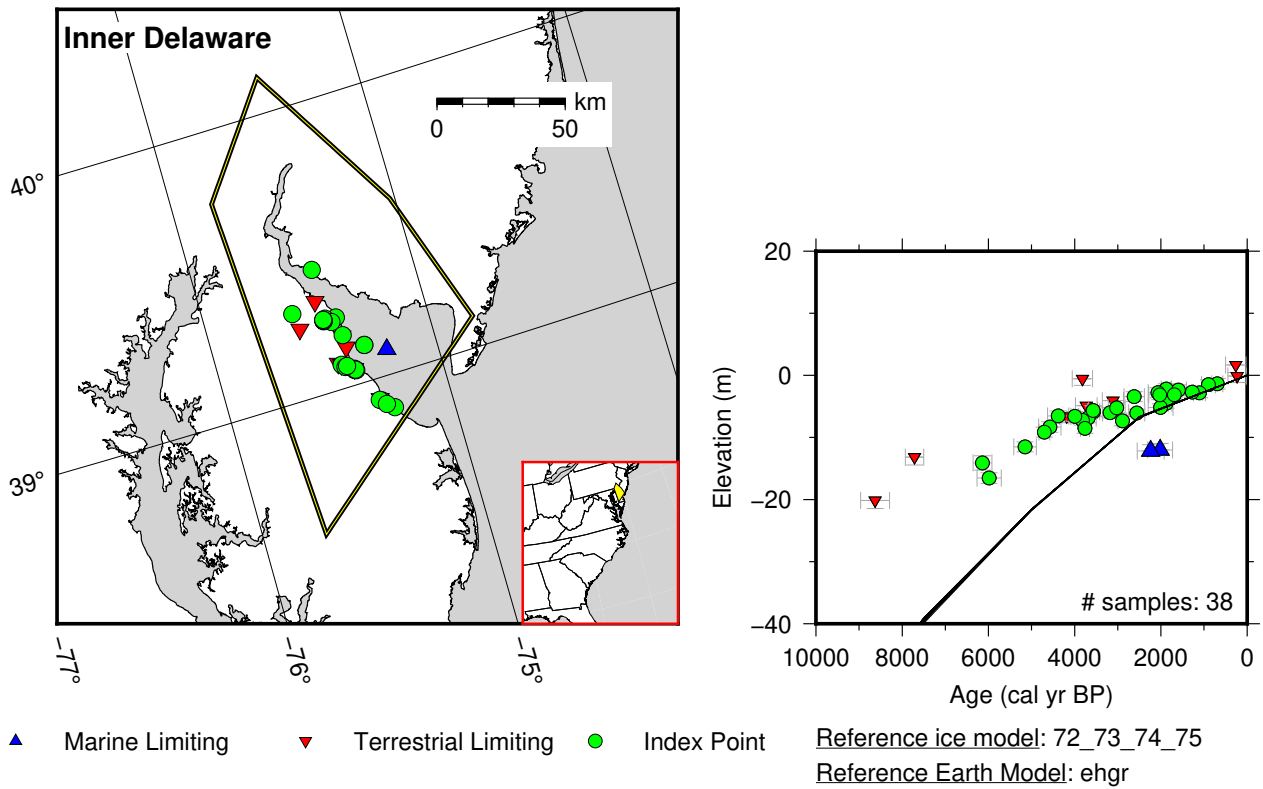 Inner Delaware
km
0 50
40°
39°
−77°
−76°
−75°
20
0
−20
−40
Elevation (m)
# samples: 38
10000 8000 6000 4000 2000 0
Age (cal yr BP)
Marine Limiting
Terrestrial Limiting
Index Point
Reference ice model: 72_73_74_75
Reference Earth Model: ehgr